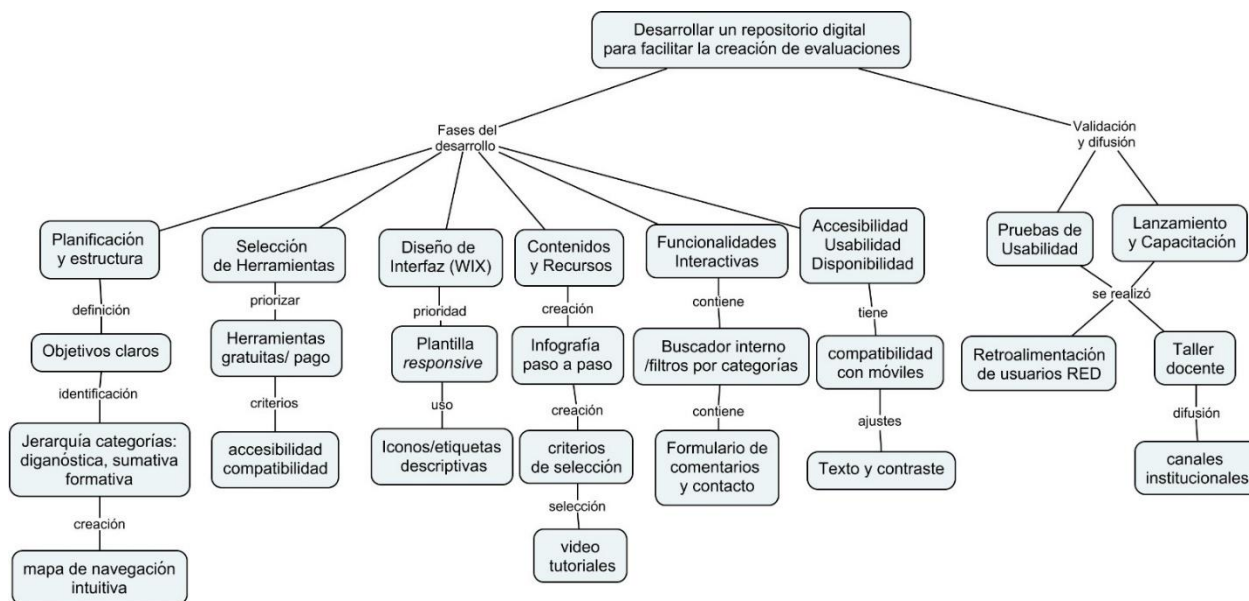 Desarrollar un repositorio digital
para facilitar la creación de evaluaciones
Fases del
desarrollo
Validación
y difusión
Planificación
y estructura
Selección
de Herramientas
Diseño de
Interfaz (WIX)
Contenidos
y Recursos
Funcionalidades
Interactivas
Accesibilidad
Usabilidad
Disponibilidad
Pruebas de
Usabilidad
Lanzamiento
y Capacitación
definición
priorizar
prioridad
creación
contiene
tiene
se realizó
Objetivos claros
Herramientas
gratuitas/ pago
Plantilla
responsive
Infografía
paso a paso
Buscador interno
/filtros por categorías
compatibilidad
con móviles
Retroalimentación
de usuarios RED
Taller
docente
identificación
criterios
uso
creación
contiene
ajustes
difusión
Jerarquía categorías:
diganóstica, sumativa
formativa
accesibilidad
compatibilidad
Iconos/etiquetas
descriptivas
criterios
de selección
Formulario de
comentarios
y contacto
Texto y contraste
canales
institucionales
creación
selección
mapa de navegación
intuitiva
video
tutoriales